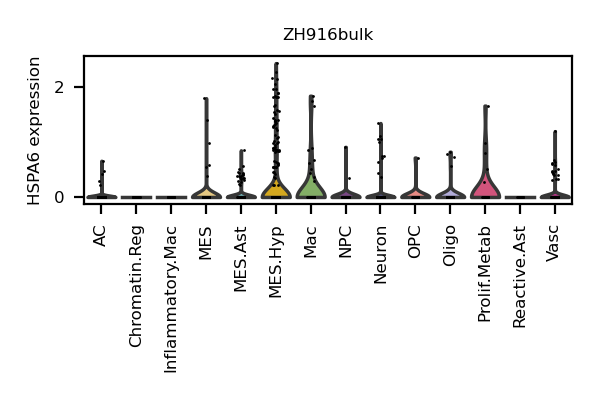 ZH916bulk
HSPA6 expression
2
0
AC
Chromatin.Reg
Inflammatory.Mac
MES
MES.Ast
MES.Hyp
Mac
NPC
Neuron
OPC
Oligo
Prolif.Metab
Reactive.Ast
Vasc